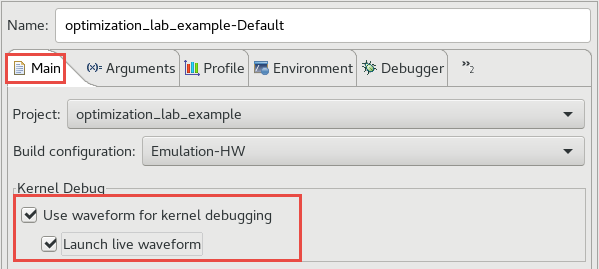 Name: optimization_lab_example-Default
Main (x)= Arguments Profile Environment Debugger »2
Project: optimization_lab_example
Build configuration: Emulation-HW
Kernel Debug
Use waveform for kernel debugging
Launch live waveform